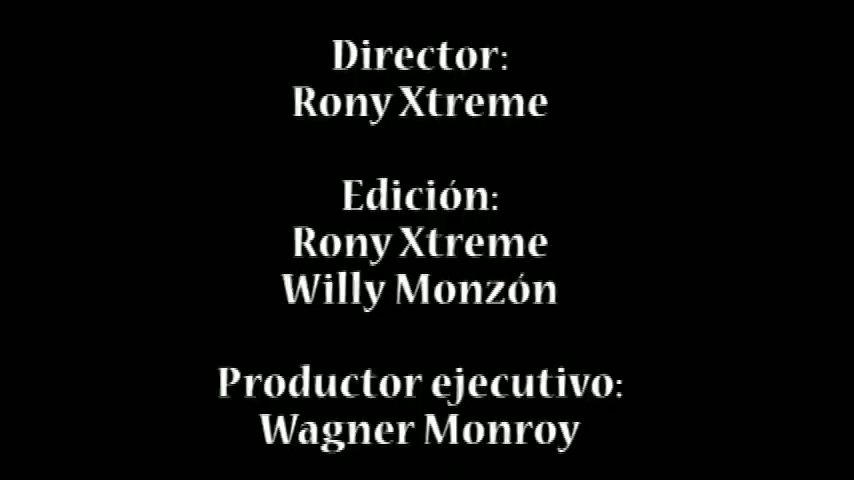 Director:
Rony Xtreme
Edición:
Rony Xtreme
Willy Monzón
Productor ejecutivo:
Wagner Monroy